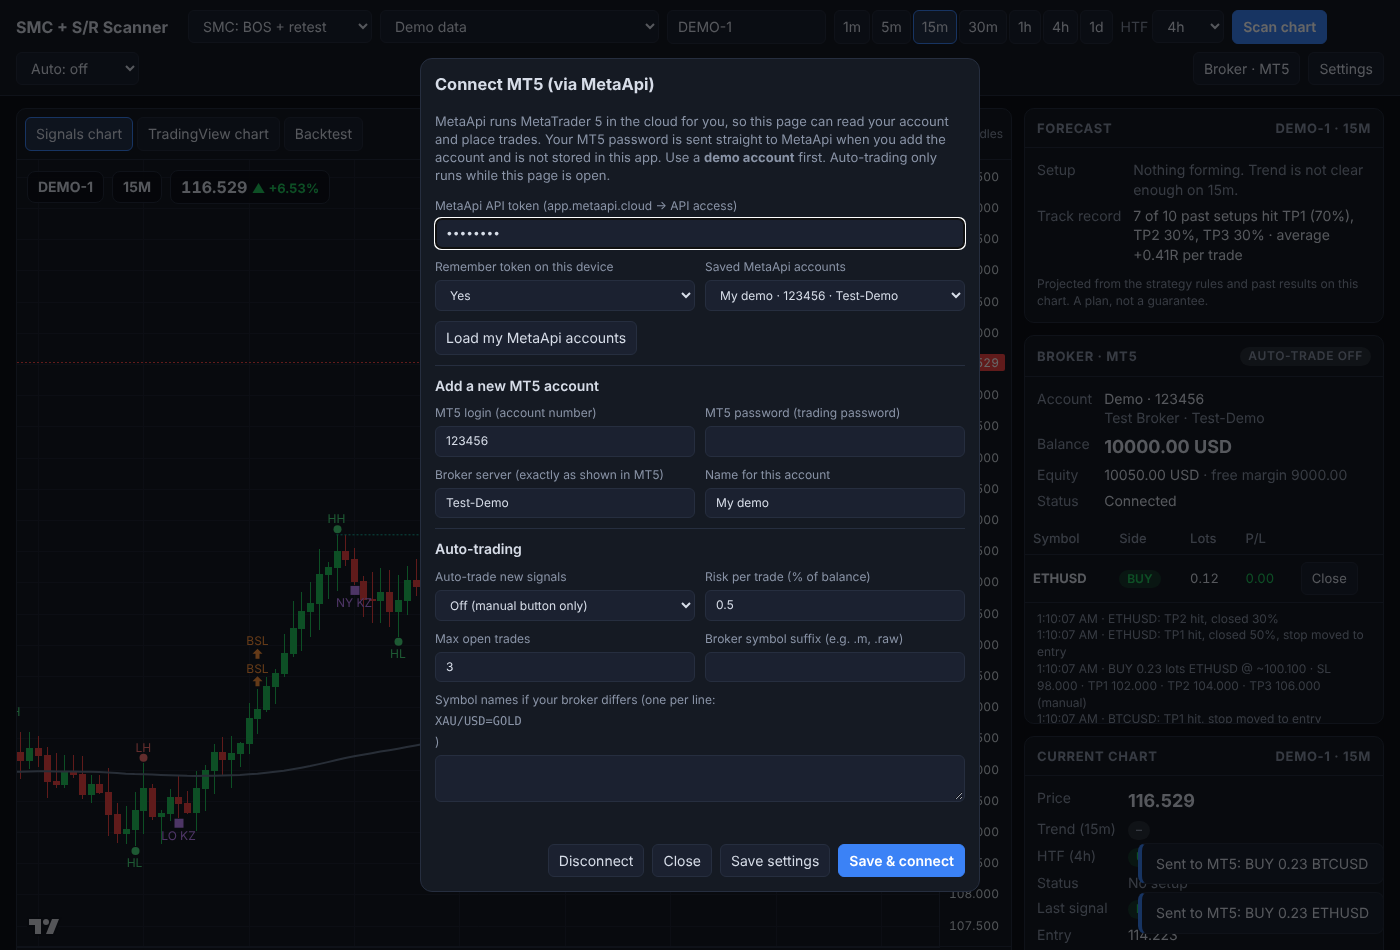 SMC + S/R Scanner
SMC: BOS + retest
Demo data
DEMO-1
1m 5m 15m 30m 1h 4h 1d HTF 4h
Scan chart
Auto: off
Broker · MT5
Settings
Signals chart
TradingView chart
Backtest
DEMO-1
15M
116.529 ▲ +6.53%
HH
NY KZ
HL
BSL
BSL
LH
LO KZ
HL
108.000
107.500
Connect MT5 (via MetaApi)
MetaApi runs MetaTrader 5 in the cloud for you, so this page can read your account
and place trades. Your MT5 password is sent straight to MetaApi when you add the
account and is not stored in this app. Use a demo account first. Auto-trading only
runs while this page is open.
MetaApi API token (app.metaapi.cloud → API access)
••••••••
Remember token on this device
Saved MetaApi accounts
Yes
My demo · 123456 · Test-Demo
Load my MetaApi accounts
Add a new MT5 account
MT5 login (account number)
MT5 password (trading password)
123456
Broker server (exactly as shown in MT5)
Name for this account
Test-Demo
My demo
Auto-trading
Auto-trade new signals
Risk per trade (% of balance)
Off (manual button only)
0.5
Max open trades
Broker symbol suffix (e.g. .m, .raw)
3
Symbol names if your broker differs (one per line:
XAU/USD=GOLD
)
Disconnect
Close
Save settings
Save & connect
FORECAST
DEMO-1 · 15M
Setup
Nothing forming. Trend is not clear
enough on 15m.
Track record
7 of 10 past setups hit TP1 (70%),
TP2 30%, TP3 30% · average
+0.41R per trade
Projected from the strategy rules and past results on this
chart. A plan, not a guarantee.
BROKER · MT5
AUTO-TRADE OFF
Account
Demo · 123456
Test Broker · Test-Demo
Balance
10000.00 USD
Equity
10050.00 USD · free margin 9000.00
Status
Connected
Symbol Side Lots P/L
ETHUSD BUY 0.12 0.00 Close
1:10:07 AM · ETHUSD: TP2 hit, closed 30%
1:10:07 AM · ETHUSD: TP1 hit, closed 50%, stop moved to
entry
1:10:07 AM · BUY 0.23 lots ETHUSD @ ~100.100 · SL
98.000 · TP1 102.000 · TP2 104.000 · TP3 106.000
(manual)
1:10:07 AM · BTCUSD: TP1 hit, stop moved to entry
CURRENT CHART
DEMO-1 · 15M
Price
116.529
Trend (15m)
–
HTF (4h)
Status
No setup
Last signal
Entry
114.223
Sent to MT5: BUY 0.23 BTCUSD
Sent to MT5: BUY 0.23 ETHUSD